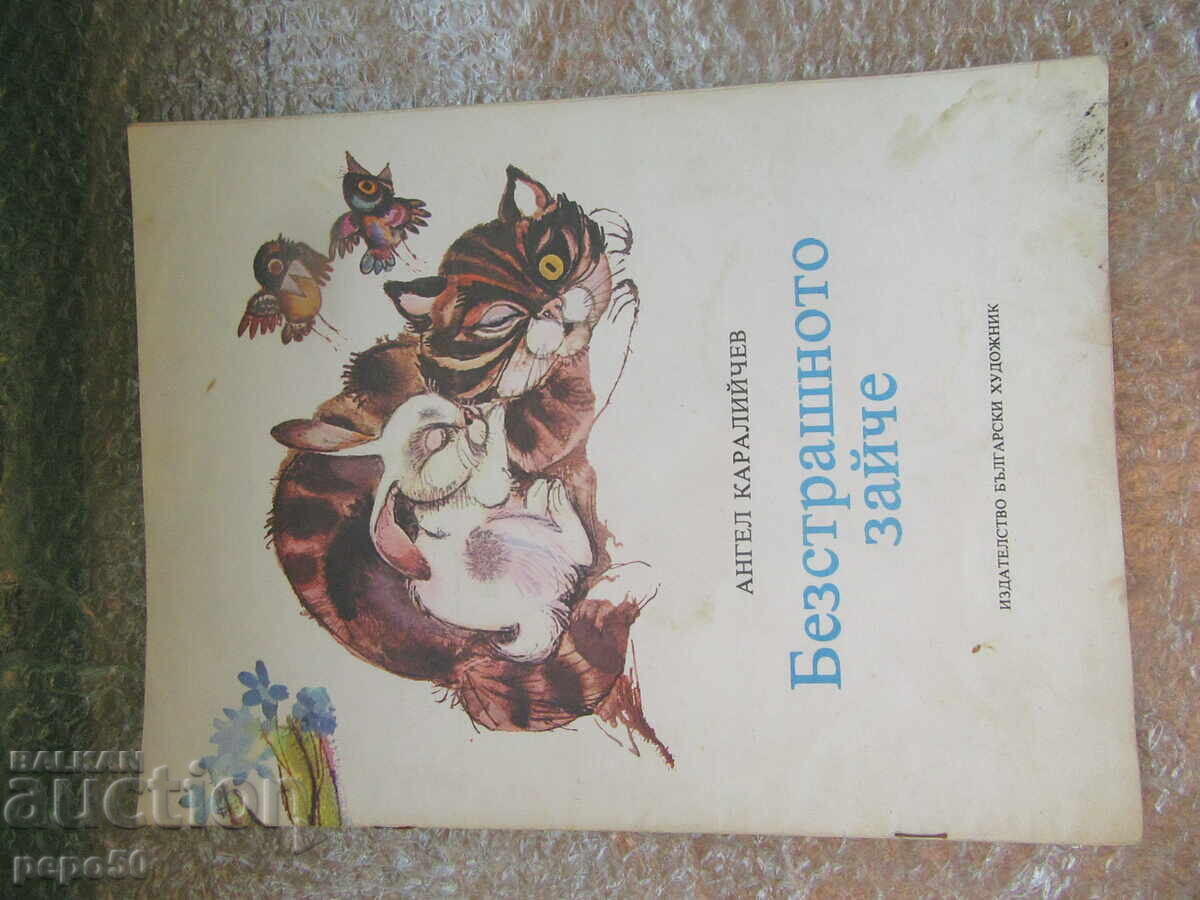 АНГЕЛ КАРАЛИЙЧЕВ
Безстрашното
зайче
ИЗДАТЕЛСТВО БЪЛГАРСКИ ХУДОЖНИК
BALKAN
auction
pepo50